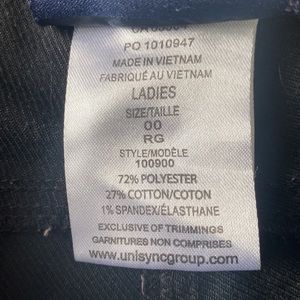 PO 1010947
MADE IN VIETNAM
FABRIQUÉ AU VIETNAM
LADIES
SIZE/TAILLE
00
RG
STYLE/MODÈLE
100900
72% POLYESTER
27% COTTON/COTON
1% SPANDEX/ÉLASTHANE
EXCLUSIVE OF TRIMMINGS
GARNITURES NON COMPRISES
www.unisyncgroup.com